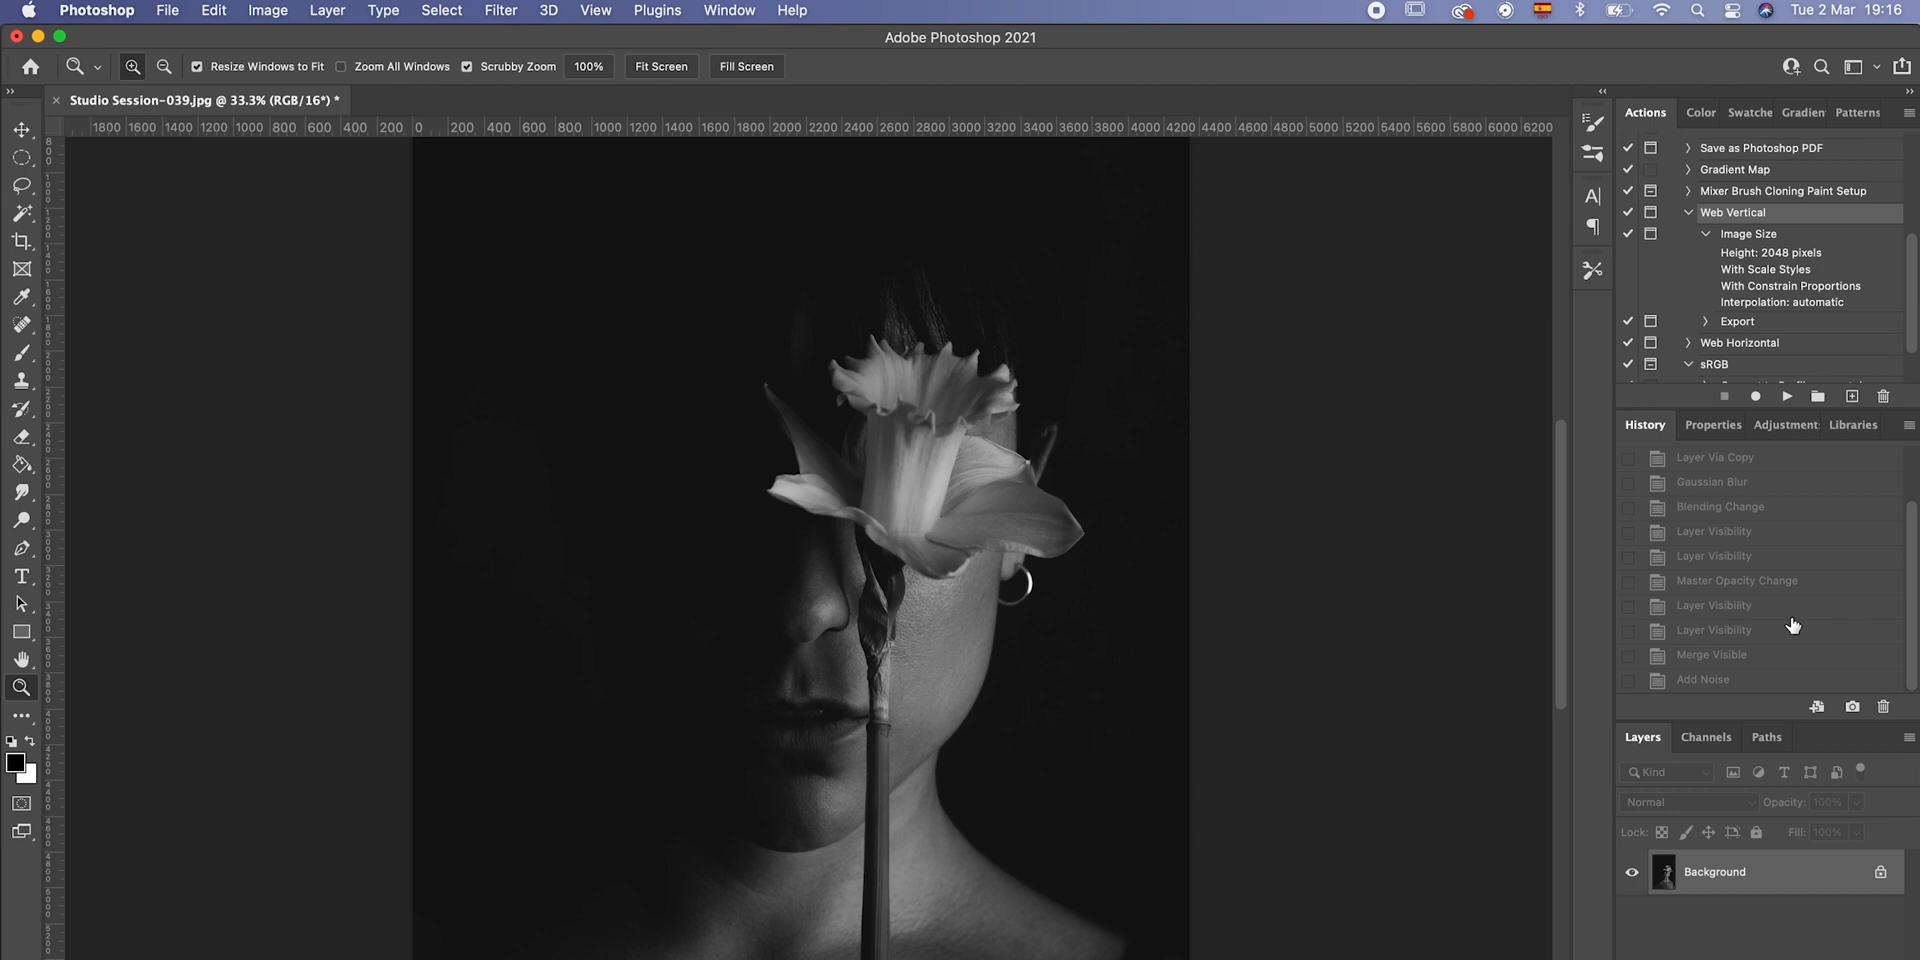 Photoshop File Edit Image Layer Type Select Filter 3D View Plugins Window Help Tue 2 Mar 19:16
Adobe Photoshop 2021
Resize Windows to Fit Zoom All Windows Scrubby Zoom 100% Fit Screen Fill Screen
Studio Session-039.jpg @ 33.3% (RGB/16*) *
1800 1600 1400 1200 1000 800 600 400 200 0 200 400 600 800 1000 1200 1400 1600 1800 2000 2200 2400 2600 2800 3000 3200 3400 3600 3800 4000 4200 4400 4600 4800 5000 5200 5400 5600 5800 6000 6200
Actions Color Swatche Gradien Patterns
Save as Photoshop PDF
Gradient Map
Mixer Brush Cloning Paint Setup
Web Vertical
Image Size
Height: 2048 pixels
With Scale Styles
With Constrain Proportions
Interpolation: automatic
Export
Web Horizontal
sRGB
History Properties Adjustment: Libraries
Layer Via Copy
Gaussian Blur
Blending Change
Layer Visibility
Layer Visibility
Master Opacity Change
Layer Visibility
Layer Visibility
Merge Visible
Add Noise
Layers Channels Paths
Kind
Normal Opacity: 100%
Lock: Fill: 100%
Background